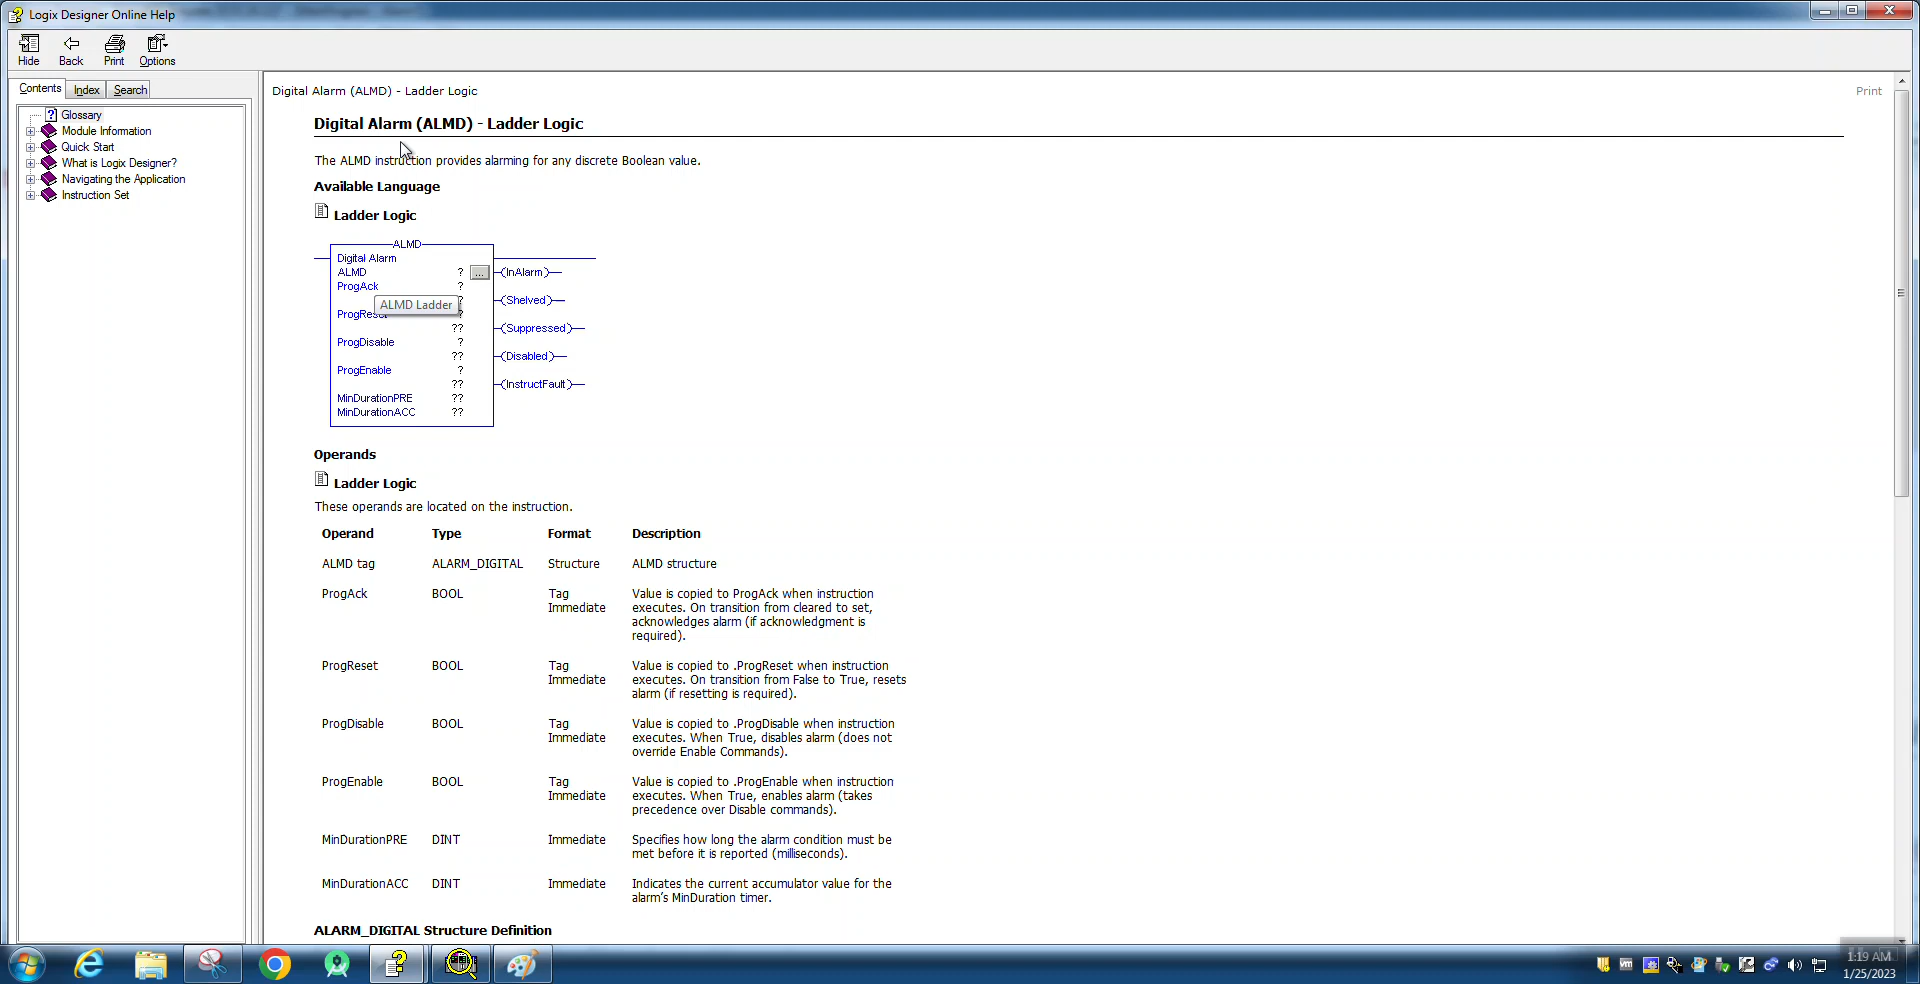 Logix Designer Online Help
Hide Back Print Options
Contents Index Search
Glossary
Module Information
Quick Start
What is Logix Designer?
Navigating the Application
Instruction Set
Digital Alarm (ALMD) - Ladder Logic
Print
Digital Alarm (ALMD) - Ladder Logic
The ALMD instruction provides alarming for any discrete Boolean value.
Available Language
Ladder Logic
ALMD
Digital Alarm
ALMD ? ... (InAlarm)
ProgAck ?
ALMD Ladder ? (Shelved)
ProgReset ?
?? (Suppressed)
ProgDisable ?
?? (Disabled)
ProgEnable ?
?? (InstructFault)
MinDurationPRE ??
MinDurationACC ??
Operands
Ladder Logic
These operands are located on the instruction.
Operand Type Format Description
ALMD tag ALARM_DIGITAL Structure ALMD structure
ProgAck BOOL Tag Value is copied to ProgAck when instruction
Immediate executes. On transition from cleared to set,
acknowledges alarm (if acknowledgment is
required).
ProgReset BOOL Tag Value is copied to .ProgReset when instruction
Immediate executes. On transition from False to True, resets
alarm (if resetting is required).
ProgDisable BOOL Tag Value is copied to .ProgDisable when instruction
Immediate executes. When True, disables alarm (does not
override Enable Commands).
ProgEnable BOOL Tag Value is copied to .ProgEnable when instruction
Immediate executes. When True, enables alarm (takes
precedence over Disable commands).
MinDurationPRE DINT Immediate Specifies how long the alarm condition must be
met before it is reported (milliseconds).
MinDurationACC DINT Immediate Indicates the current accumulator value for the
alarm's MinDuration timer.
ALARM_DIGITAL Structure Definition
1:19 AM
1/25/2023